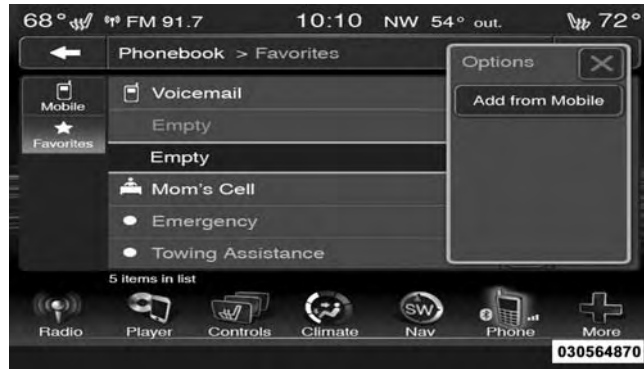 68° FM 91.7 10:10 NW 54° out. 72°
Phonebook > Favorites
Options
Mobile
Voicemail
Add from Mobile
Empty
Favorites
Empty
Mom's Cell
Emergency
Towing Assistance
5 items in list
SW
Radio Player Controls Climate Nav Phone More
030564870